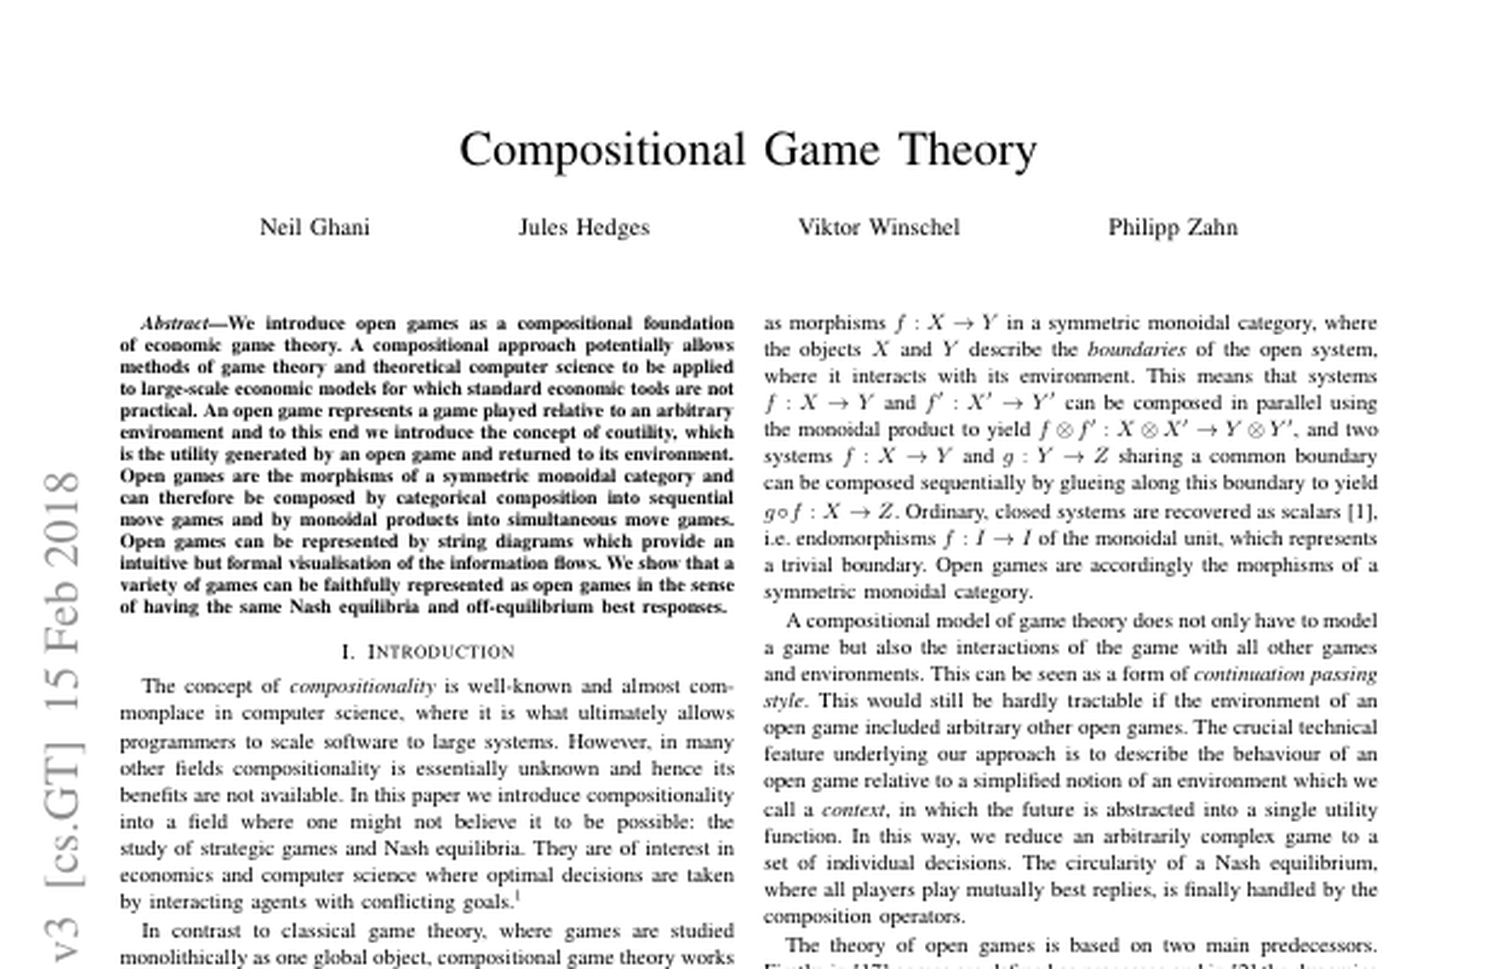 Compositional Game Theory
Neil Ghani Jules Hedges Viktor Winschel Philipp Zahn
Abstract—We introduce open games as a compositional foundation
of economic game theory. A compositional approach potentially allows
methods of game theory and theoretical computer science to be applied
to large-scale economic models for which standard economic tools are not
practical. An open game represents a game played relative to an arbitrary
environment and to this end we introduce the concept of coutility, which
is the utility generated by an open game and returned to its environment.
Open games are the morphisms of a symmetric monoidal category and
can therefore be composed by categorical composition into sequential
move games and by monoidal products into simultaneous move games.
Open games can be represented by string diagrams which provide an
intuitive but formal visualisation of the information flows. We show that a
variety of games can be faithfully represented as open games in the sense
of having the same Nash equilibria and off-equilibrium best responses.
I. INTRODUCTION
The concept of compositionality is well-known and almost com-
monplace in computer science, where it is what ultimately allows
programmers to scale software to large systems. However, in many
other fields compositionality is essentially unknown and hence its
benefits are not available. In this paper we introduce compositionality
into a field where one might not believe it to be possible: the
study of strategic games and Nash equilibria. They are of interest in
economics and computer science where optimal decisions are taken
by interacting agents with conflicting goals.¹
In contrast to classical game theory, where games are studied
monolithically as one global object, compositional game theory works
as morphisms f : X → Y in a symmetric monoidal category, where
the objects X and Y describe the boundaries of the open system,
where it interacts with its environment. This means that systems
f : X → Y and f′ : X′ → Y′ can be composed in parallel using
the monoidal product to yield f ⊗ f′ : X ⊗ X′ → Y ⊗ Y′, and two
systems f : X → Y and g : Y → Z sharing a common boundary
can be composed sequentially by glueing along this boundary to yield
g∘f : X → Z. Ordinary, closed systems are recovered as scalars [1],
i.e. endomorphisms f : I → I of the monoidal unit, which represents
a trivial boundary. Open games are accordingly the morphisms of a
symmetric monoidal category.
A compositional model of game theory does not only have to model
a game but also the interactions of the game with all other games
and environments. This can be seen as a form of continuation passing
style. This would still be hardly tractable if the environment of an
open game included arbitrary other open games. The crucial technical
feature underlying our approach is to describe the behaviour of an
open game relative to a simplified notion of an environment which we
call a context, in which the future is abstracted into a single utility
function. In this way, we reduce an arbitrarily complex game to a
set of individual decisions. The circularity of a Nash equilibrium,
where all players play mutually best replies, is finally handled by the
composition operators.
The theory of open games is based on two main predecessors.
v3 [cs.GT] 15 Feb 2018